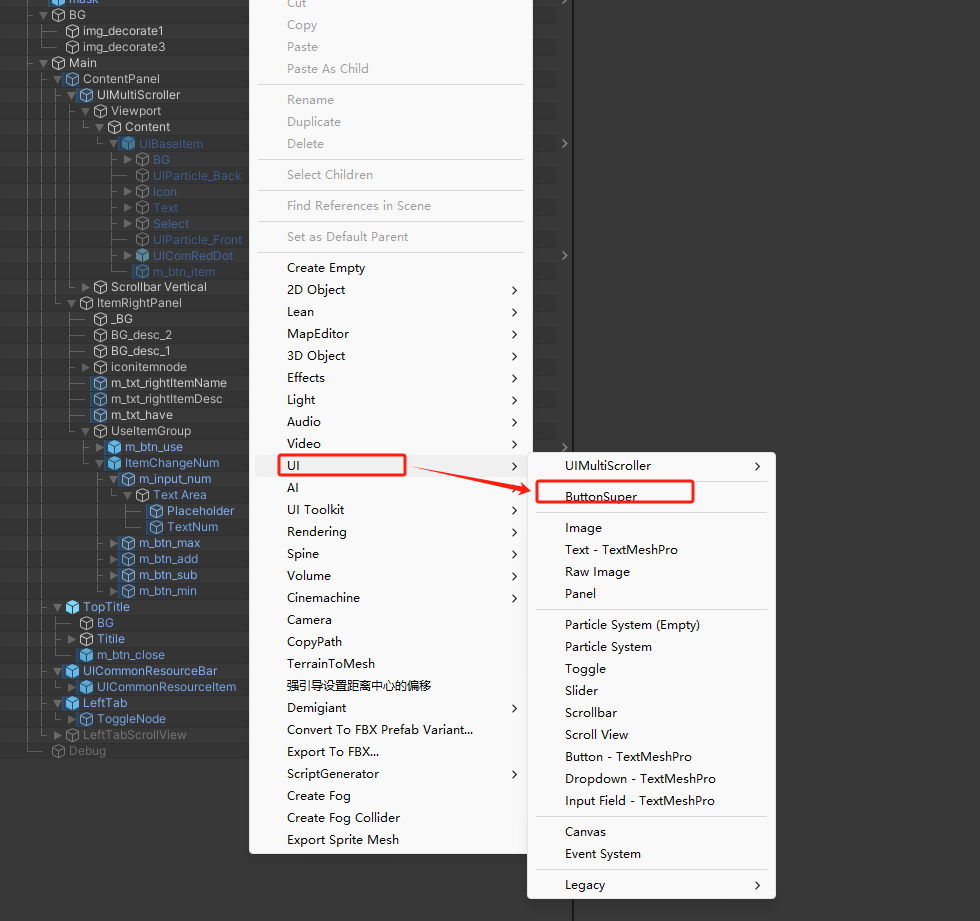 mask
BG
img_decorate1
img_decorate3
Main
ContentPanel
UIMultiScroller
Viewport
Content
UIBaseItem
BG
UIParticle_Back
Icon
Text
Select
UIParticle_Front
UIComRedDot
m_btn_item
Scrollbar Vertical
ItemRightPanel
_BG
BG_desc_2
BG_desc_1
iconitemnode
m_txt_rightItemName
m_txt_rightItemDesc
m_txt_have
UseItemGroup
m_btn_use
ItemChangeNum
m_input_num
Text Area
Placeholder
TextNum
m_btn_max
m_btn_add
m_btn_sub
m_btn_min
TopTitle
BG
Titile
m_btn_close
UICommonResourceBar
UICommonResourceItem
LeftTab
ToggleNode
LeftTabScrollView
Debug
Cut
Copy
Paste
Paste As Child
Rename
Duplicate
Delete
Select Children
Find References in Scene
Set as Default Parent
Create Empty
2D Object
Lean
MapEditor
3D Object
Effects
Light
Audio
Video
UI
AI
UI Toolkit
Rendering
Spine
Volume
Cinemachine
Camera
CopyPath
TerrainToMesh
强引导设置距离中心的偏移
Demigiant
Convert To FBX Prefab Variant...
Export To FBX...
ScriptGenerator
Create Fog
Create Fog Collider
Export Sprite Mesh
UIMultiScroller
ButtonSuper
Image
Text - TextMeshPro
Raw Image
Panel
Particle System (Empty)
Particle System
Toggle
Slider
Scrollbar
Scroll View
Button - TextMeshPro
Dropdown - TextMeshPro
Input Field - TextMeshPro
Canvas
Event System
Legacy